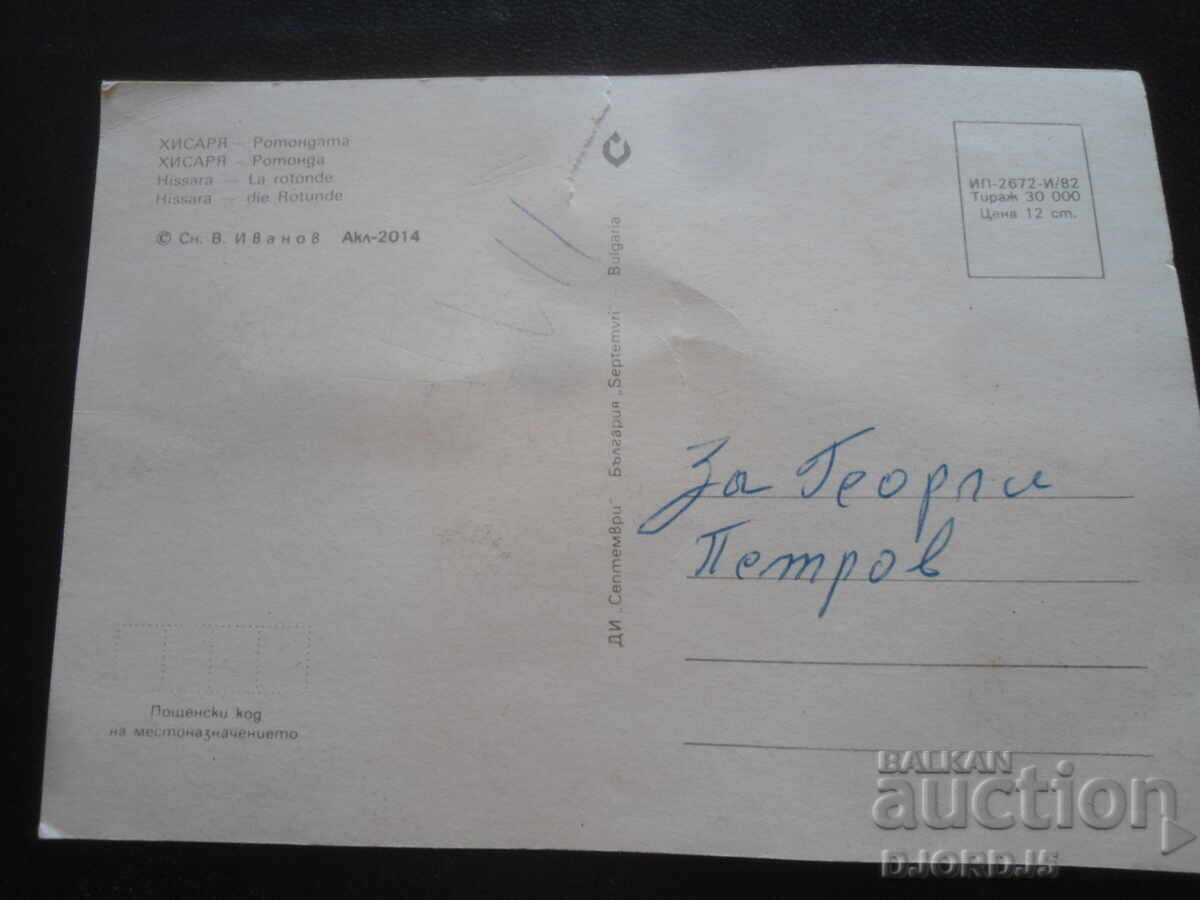 ХИСАРЯ — Ротондата
ХИСАРЯ — Ротонда
Hissara — La rotonde
Hissara — die Rotunde
© Сн. В. Иванов Акл-2014
ДИ „Септември" България „Septemvri" Bulgaria
ИП-2672-И/82
Тираж 30 000
Цена 12 ст.
За Георги
Петров
Пощенски код
на местоназначението
BALKAN
auction
DJORDJ5